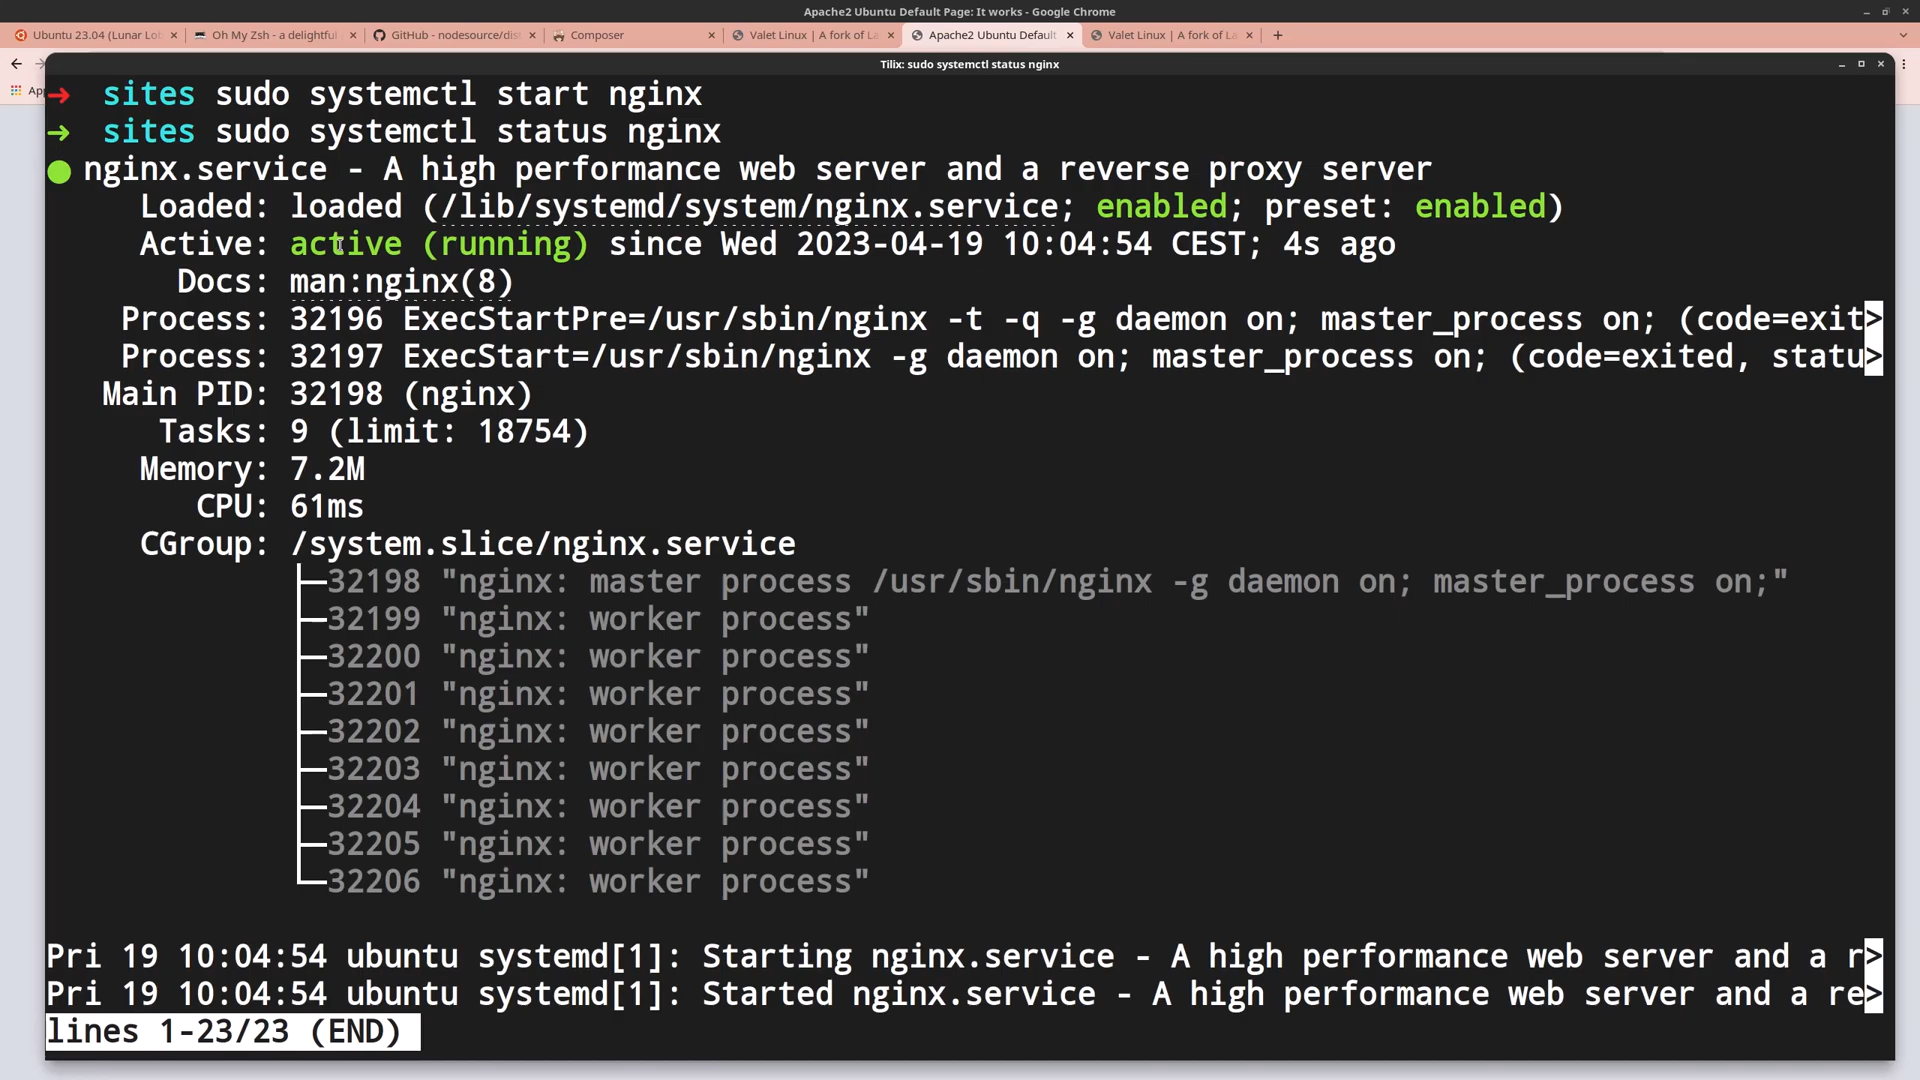 Apache2 Ubuntu Default Page: It works - Google Chrome
Ubuntu 23.04 (Lunar Lob
Oh My Zsh - a delightful
GitHub - nodesource/dis
Composer
Valet Linux | A fork of La
Apache2 Ubuntu Default
Valet Linux | A fork of La
Tilix: sudo systemctl status nginx
➜ sites sudo systemctl start nginx
➜ sites sudo systemctl status nginx
● nginx.service - A high performance web server and a reverse proxy server
Loaded: loaded (/lib/systemd/system/nginx.service; enabled; preset: enabled)
Active: active (running) since Wed 2023-04-19 10:04:54 CEST; 4s ago
Docs: man:nginx(8)
Process: 32196 ExecStartPre=/usr/sbin/nginx -t -q -g daemon on; master_process on; (code=exit>
Process: 32197 ExecStart=/usr/sbin/nginx -g daemon on; master_process on; (code=exited, statu>
Main PID: 32198 (nginx)
Tasks: 9 (limit: 18754)
Memory: 7.2M
CPU: 61ms
CGroup: /system.slice/nginx.service
├─32198 "nginx: master process /usr/sbin/nginx -g daemon on; master_process on;"
├─32199 "nginx: worker process"
├─32200 "nginx: worker process"
├─32201 "nginx: worker process"
├─32202 "nginx: worker process"
├─32203 "nginx: worker process"
├─32204 "nginx: worker process"
├─32205 "nginx: worker process"
└─32206 "nginx: worker process"
Pri 19 10:04:54 ubuntu systemd[1]: Starting nginx.service - A high performance web server and a r>
Pri 19 10:04:54 ubuntu systemd[1]: Started nginx.service - A high performance web server and a re>
lines 1-23/23 (END)